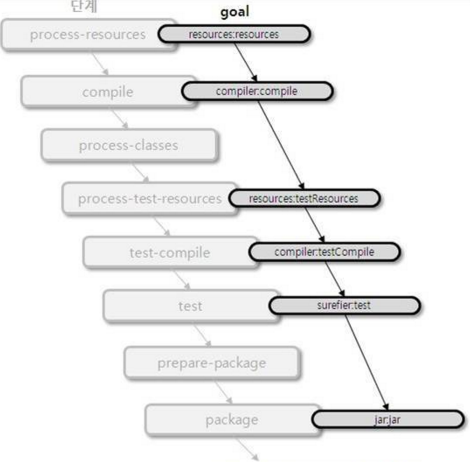 단계
goal
process-resources
resources:resources
compile
compiler:compile
process-classes
process-test-resources
resources:testResources
test-compile
compiler:testCompile
test
surefier:test
prepare-package
package
jar:jar